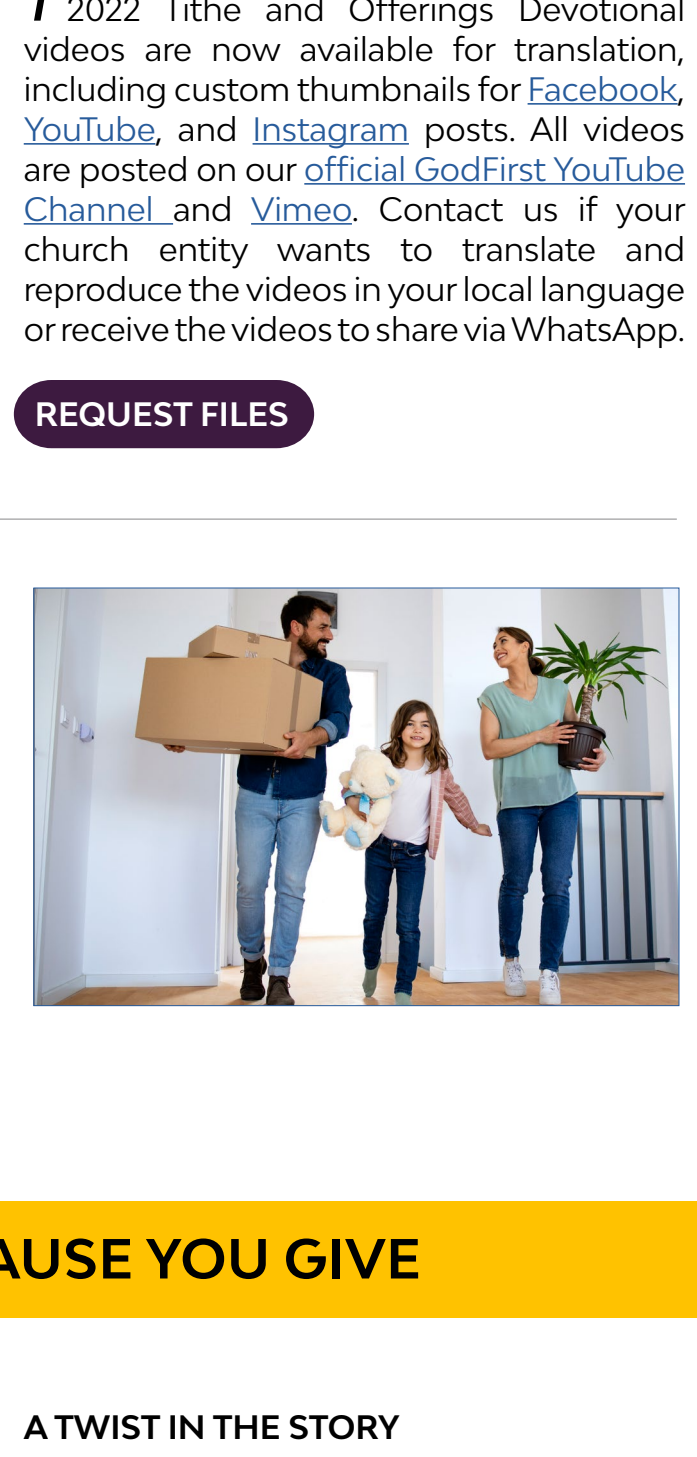 2022 Tithe and Offerings Devotional
videos are now available for translation,
including custom thumbnails for Facebook,
YouTube, and Instagram posts. All videos
are posted on our official GodFirst YouTube
Channel and Vimeo. Contact us if your
church entity wants to translate and
reproduce the videos in your local language
or receive the videos to share via WhatsApp.
REQUEST FILES
AUSE YOU GIVE
A TWIST IN THE STORY